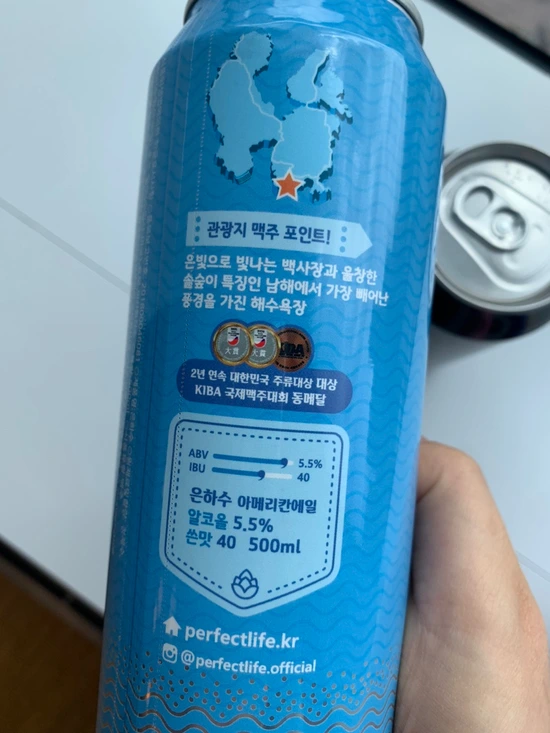 관광지 맥주 포인트!
은빛으로 빛나는 백사장과 울창한
솔숲이 특징인 남해에서 가장 빼어난
풍경을 가진 해수욕장
大賞 大賞
2년 연속 대한민국 주류대상 대상
KIBA 국제맥주대회 동메달
ABV 5.5%
IBU 40
은하수 아메리칸에일
알코올 5.5%
쓴맛 40 500ml
perfectlife.kr
@perfectlife.official